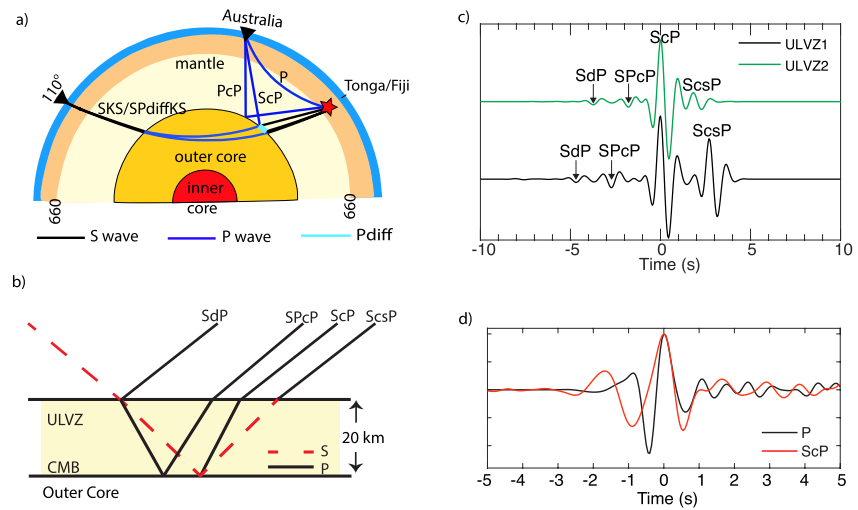 a)
Australia
110°
mantle
P
Tonga/Fiji
PcP
ScP
SKS/SPdiffKS
outer core
inner
core
660
660
S wave
P wave
Pdiff
b)
SdP
SPcP
ScP
ScsP
ULVZ
20 km
S
CMB
P
Outer Core
c)
ScP
ULVZ1
ULVZ2
SdP
SPcP
ScsP
SdP
SPcP
ScsP
-10
-5
0
5
10
Time (s)
d)
P
ScP
-5
-4
-3
-2
-1
0
1
2
3
4
5
Time (s)